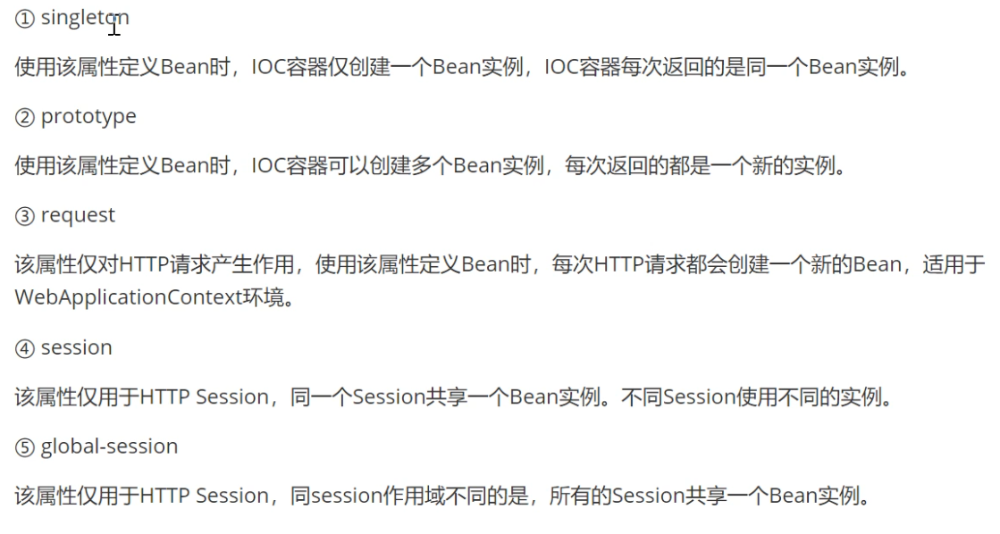 ① singleton
使用该属性定义Bean时，IOC容器仅创建一个Bean实例，IOC容器每次返回的是同一个Bean实例。
② prototype
使用该属性定义Bean时，IOC容器可以创建多个Bean实例，每次返回的都是一个新的实例。
③ request
该属性仅对HTTP请求产生作用，使用该属性定义Bean时，每次HTTP请求都会创建一个新的Bean，适用于
WebApplicationContext环境。
④ session
该属性仅用于HTTP Session，同一个Session共享一个Bean实例。不同Session使用不同的实例。
⑤ global-session
该属性仅用于HTTP Session，同session作用域不同的是，所有的Session共享一个Bean实例。